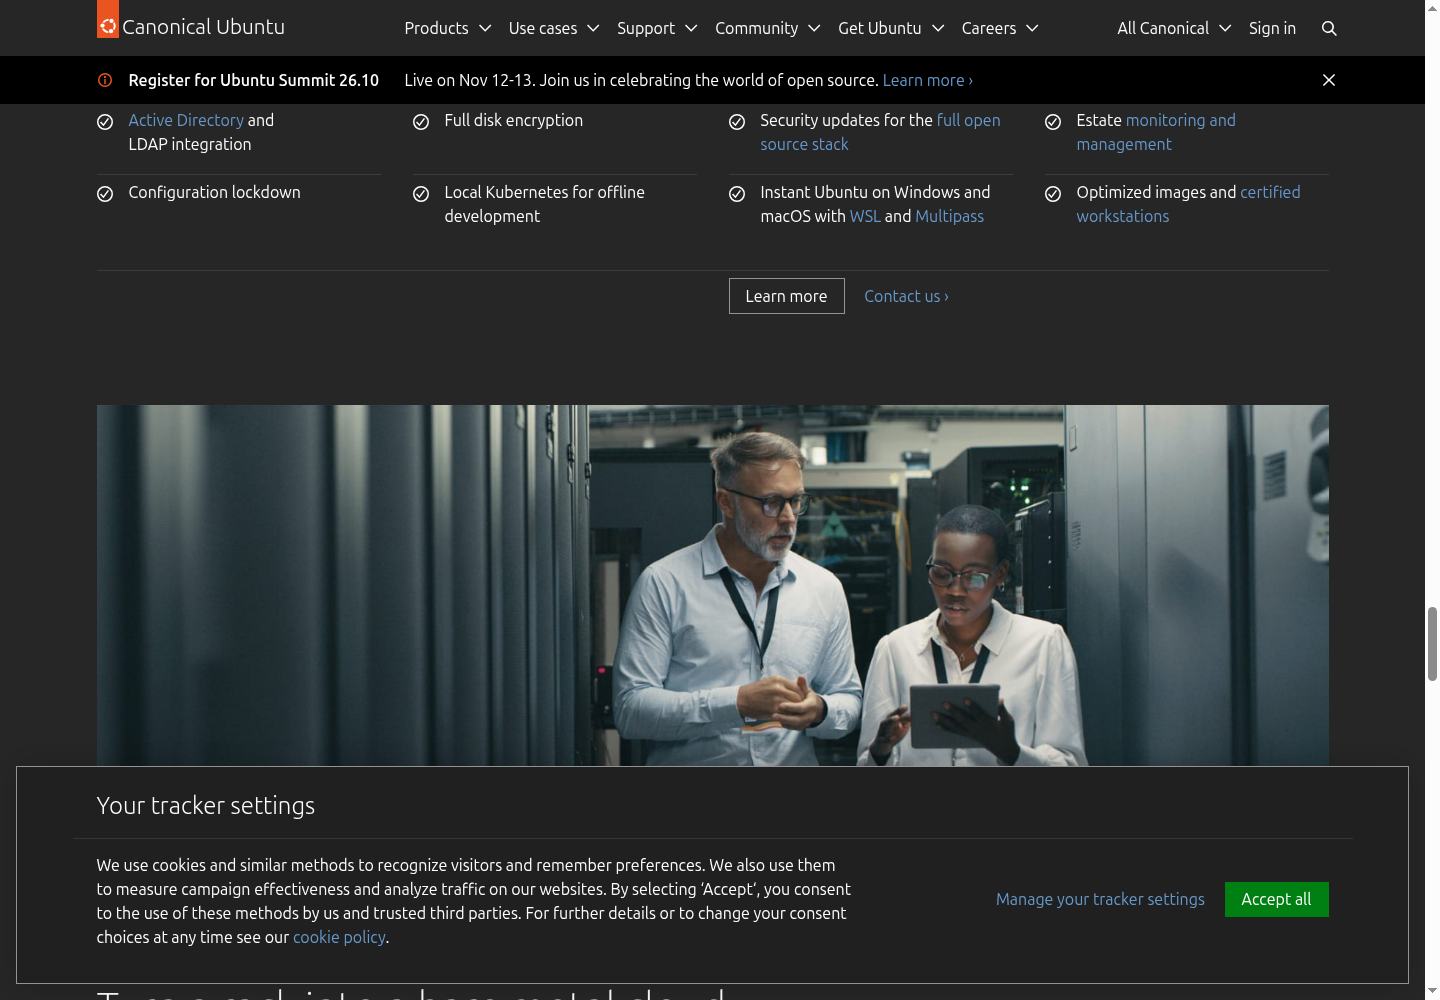 Canonical Ubuntu
Products
Use cases
Support
Community
Get Ubuntu
Careers
All Canonical
Sign in
Register for Ubuntu Summit 26.10
Live on Nov 12-13. Join us in celebrating the world of open source. Learn more ›
Active Directory and
LDAP integration
Full disk encryption
Security updates for the full open
source stack
Estate monitoring and
management
Configuration lockdown
Local Kubernetes for offline
development
Instant Ubuntu on Windows and
macOS with WSL and Multipass
Optimized images and certified
workstations
Learn more
Contact us ›
Your tracker settings
We use cookies and similar methods to recognize visitors and remember preferences. We also use them
to measure campaign effectiveness and analyze traffic on our websites. By selecting ‘Accept‘, you consent
to the use of these methods by us and trusted third parties. For further details or to change your consent
choices at any time see our cookie policy.
Manage your tracker settings
Accept all
Turn a rack into a bare metal cloud